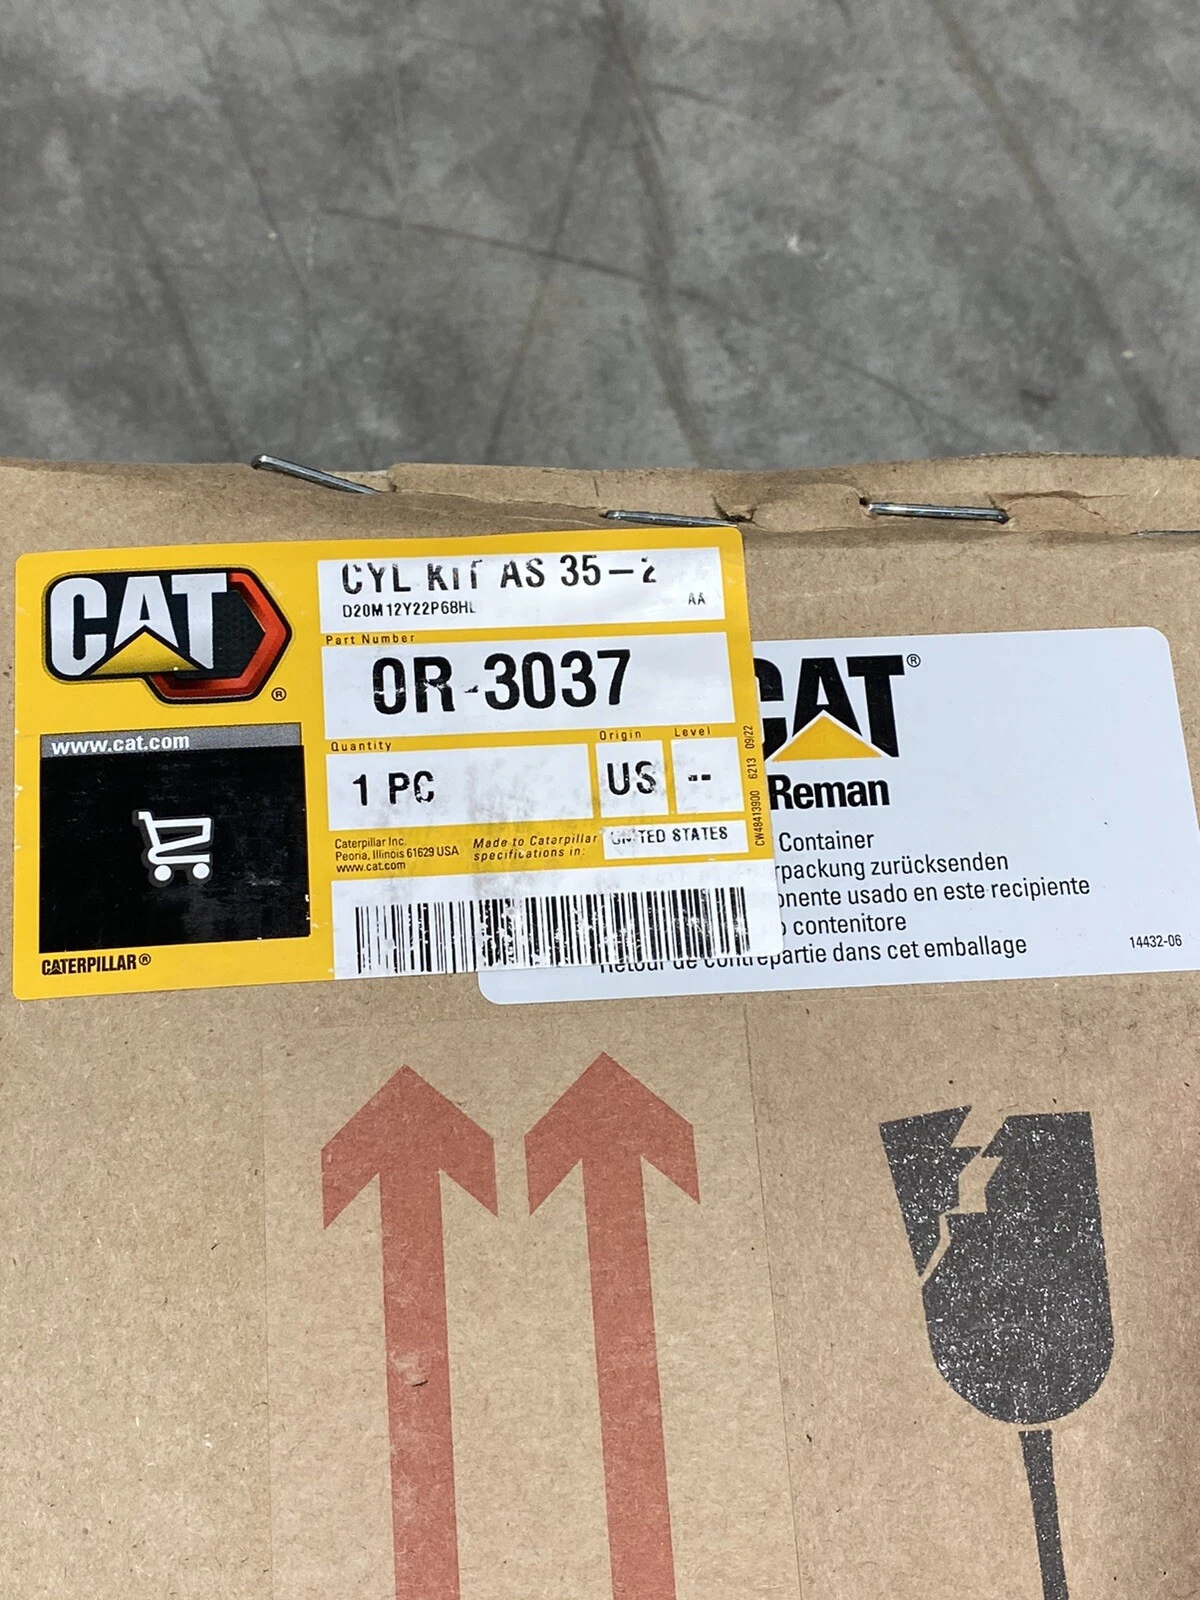 CAT®
www.cat.com
CATERPILLAR®
CYL KIT AS 35-2
D20M12Y22P68HL AA
Part Number
0R-3037
Quantity Origin Level
1 PC US --
Caterpillar Inc.
Peoria, Illinois 61629 USA
www.cat.com
Made to Caterpillar
specifications in:
UNITED STATES
CW48413900 6213 09/22
CAT®
Reman
Container
rpackung zurücksenden
onente usado en este recipiente
o contenitore
Retour de contrepartie dans cet emballage
14432-06